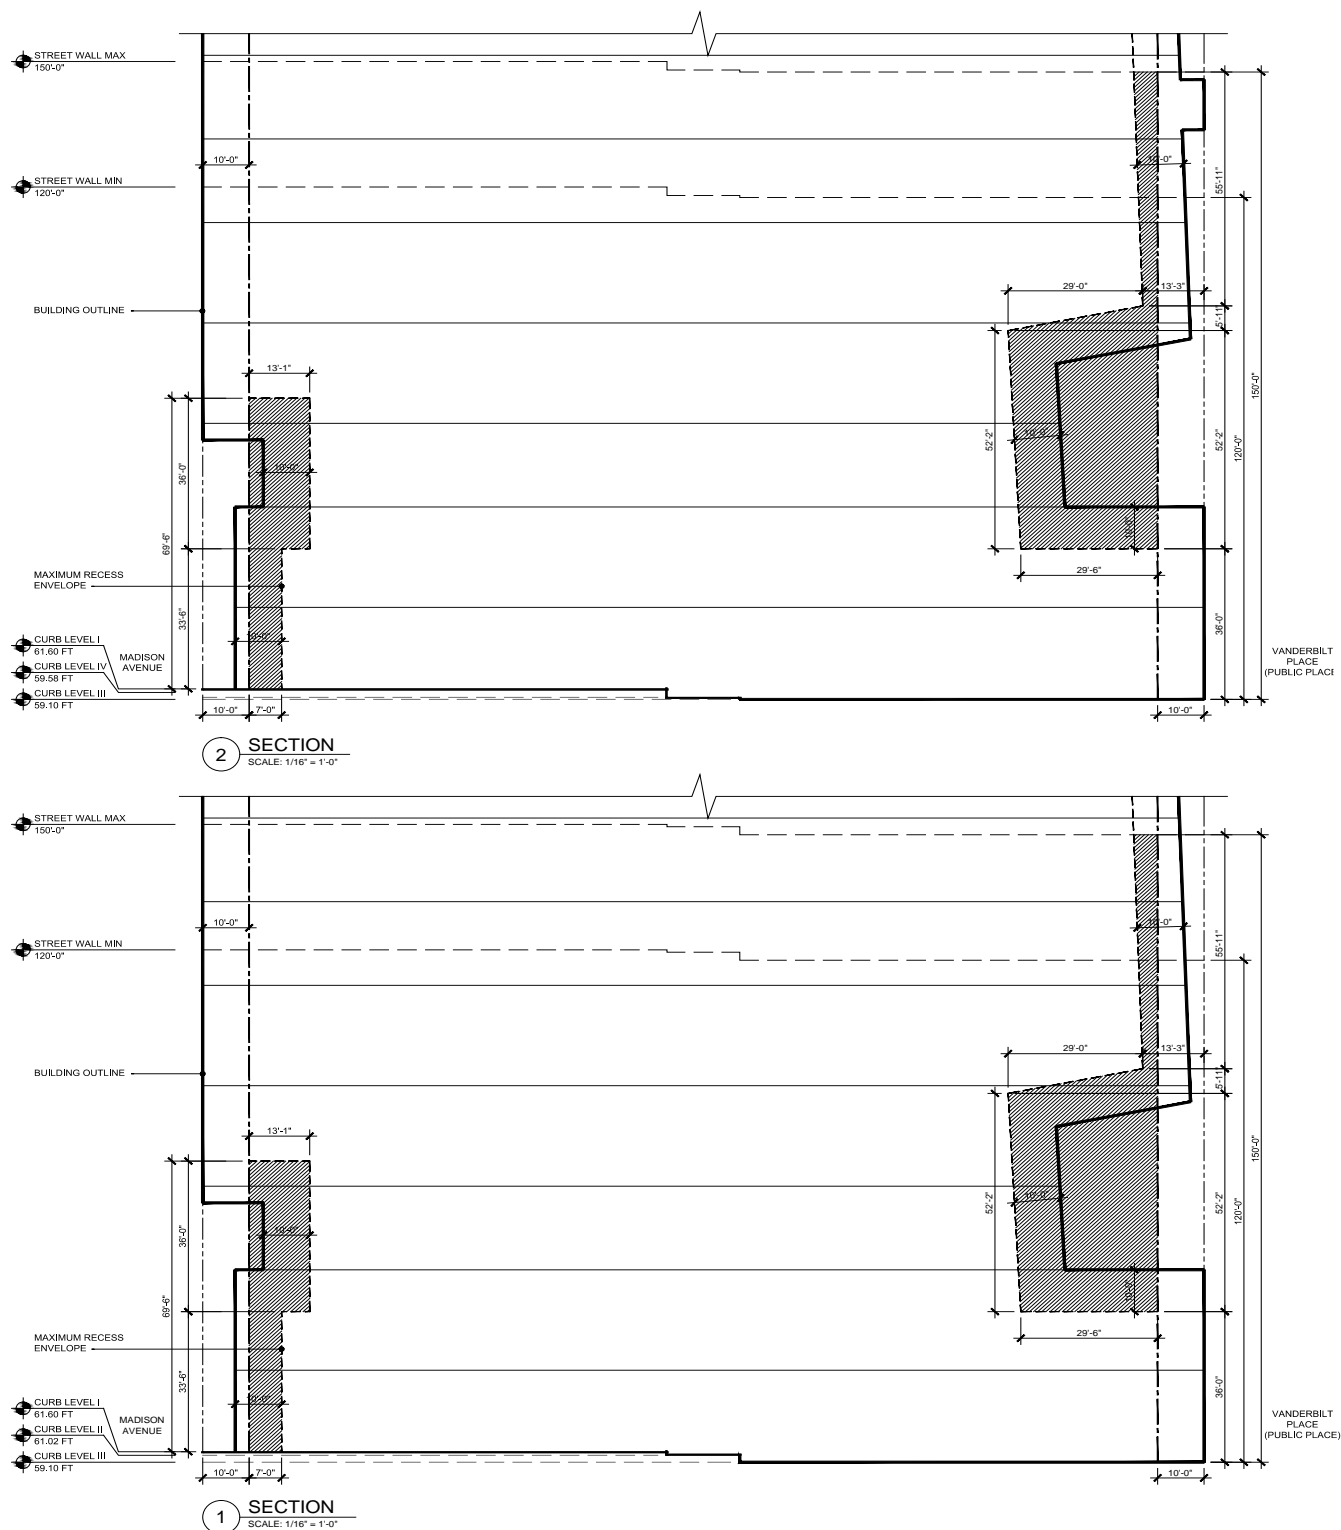 STREET WALL MAX
150'-0"
10'-0"
10'-0"
55'-11"
STREET WALL MIN
120'-0"
29'-0"
13'-3"
BUILDING OUTLINE
5'-11"
13'-1"
150'-0"
52'-2"
10'-0"
52'-2"
120'-0"
36'-0"
10'-0"
69'-6"
10'-0"
MAXIMUM RECESS
ENVELOPE
29'-6"
33'-6"
36'-0"
CURB LEVEL I
61.60 FT
CURB LEVEL IV
59.58 FT
CURB LEVEL III
59.10 FT
MADISON
AVENUE
10'-0"
VANDERBILT
PLACE
(PUBLIC PLACE
10'-0"
7'-0"
10'-0"
2
SECTION
SCALE: 1/16" = 1'-0"
STREET WALL MAX
150'-0"
10'-0"
10'-0"
55'-11"
STREET WALL MIN
120'-0"
29'-0"
13'-3"
BUILDING OUTLINE
5'-11"
13'-1"
150'-0"
52'-2"
10'-0"
52'-2"
120'-0"
36'-0"
10'-0"
69'-6"
10'-0"
MAXIMUM RECESS
ENVELOPE
29'-6"
33'-6"
36'-0"
CURB LEVEL I
61.60 FT
CURB LEVEL II
61.02 FT
CURB LEVEL III
59.10 FT
MADISON
AVENUE
10'-0"
VANDERBILT
PLACE
(PUBLIC PLACE)
10'-0"
7'-0"
10'-0"
1
SECTION
SCALE: 1/16" = 1'-0"